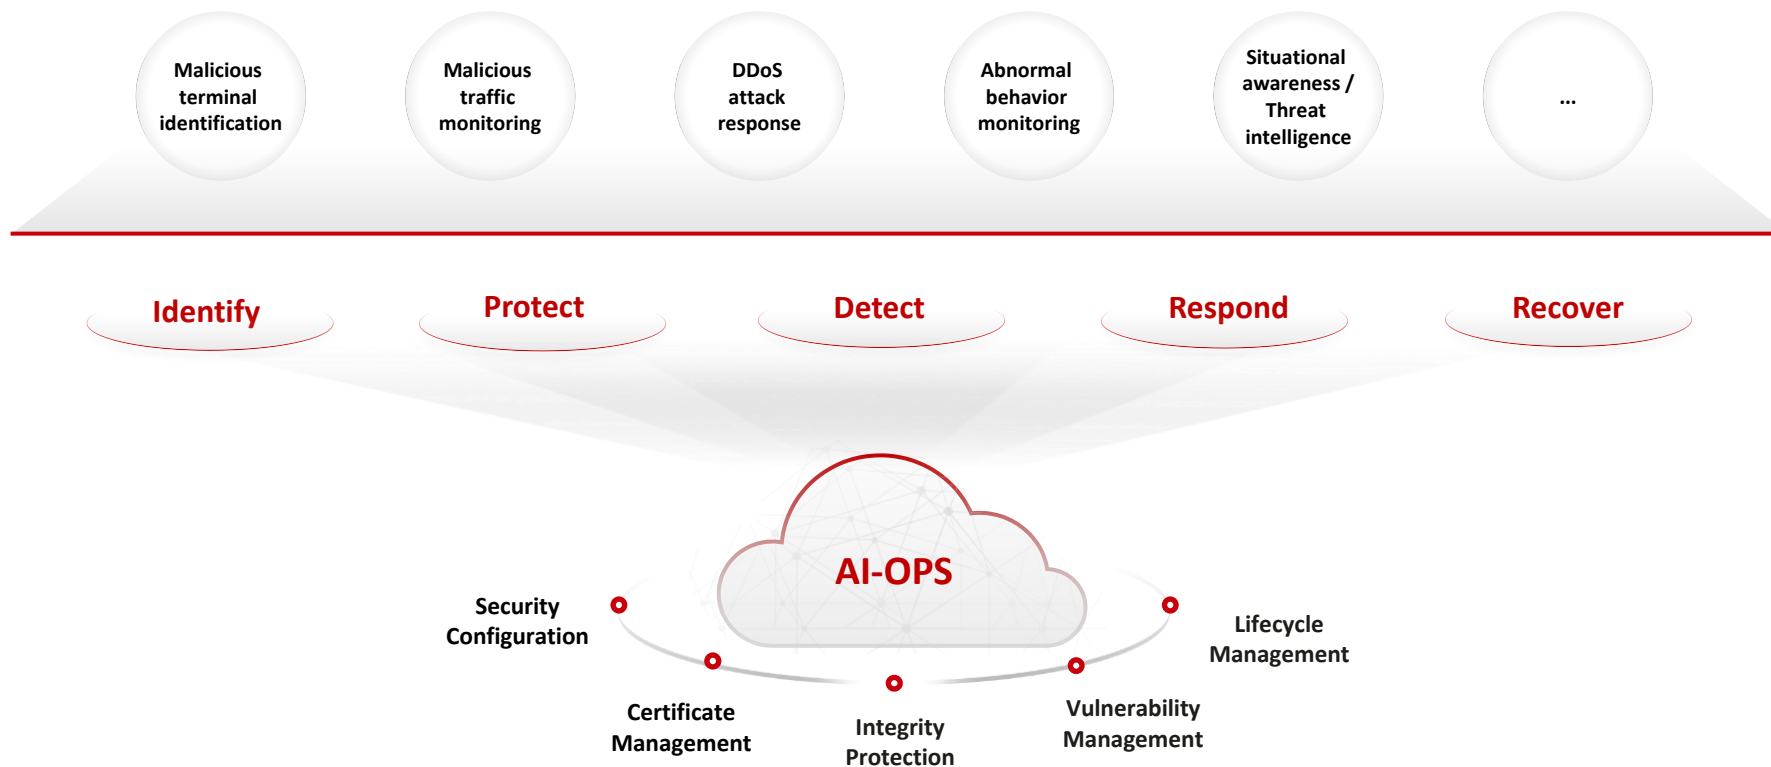 Malicious
terminal
identification
Malicious
traffic
monitoring
DDoS
attack
response
Abnormal
behavior
monitoring
Situational
awareness /
Threat
intelligence
...
Identify
Protect
Detect
Respond
Recover
AI-OPS
Security
Configuration
Certificate
Management
Integrity
Protection
Vulnerability
Management
Lifecycle
Management